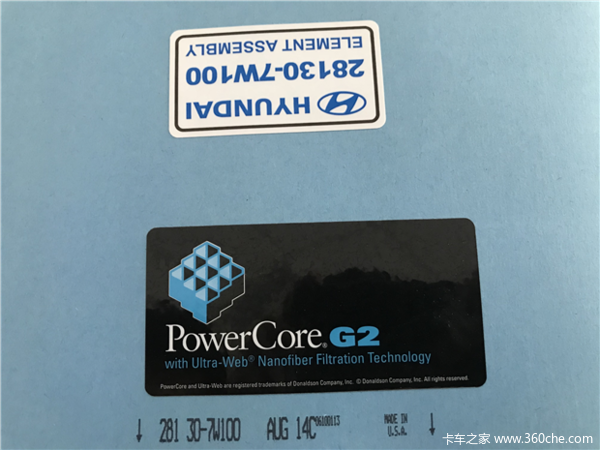 HYUNDAI
28130-7W100
ELEMENT ASSEMBLY
PowerCore® G2
with Ultra-Web® Nanofiber Filtration Technology
PowerCore and Ultra-Web are registered trademarks of Donaldson Company, Inc. © Donaldson Company, Inc. All rights reserved.
↓ 281 30-7W100 AUG 14C 06100113 MADE IN U.S.A. ↓
卡车之家 www.360che.com